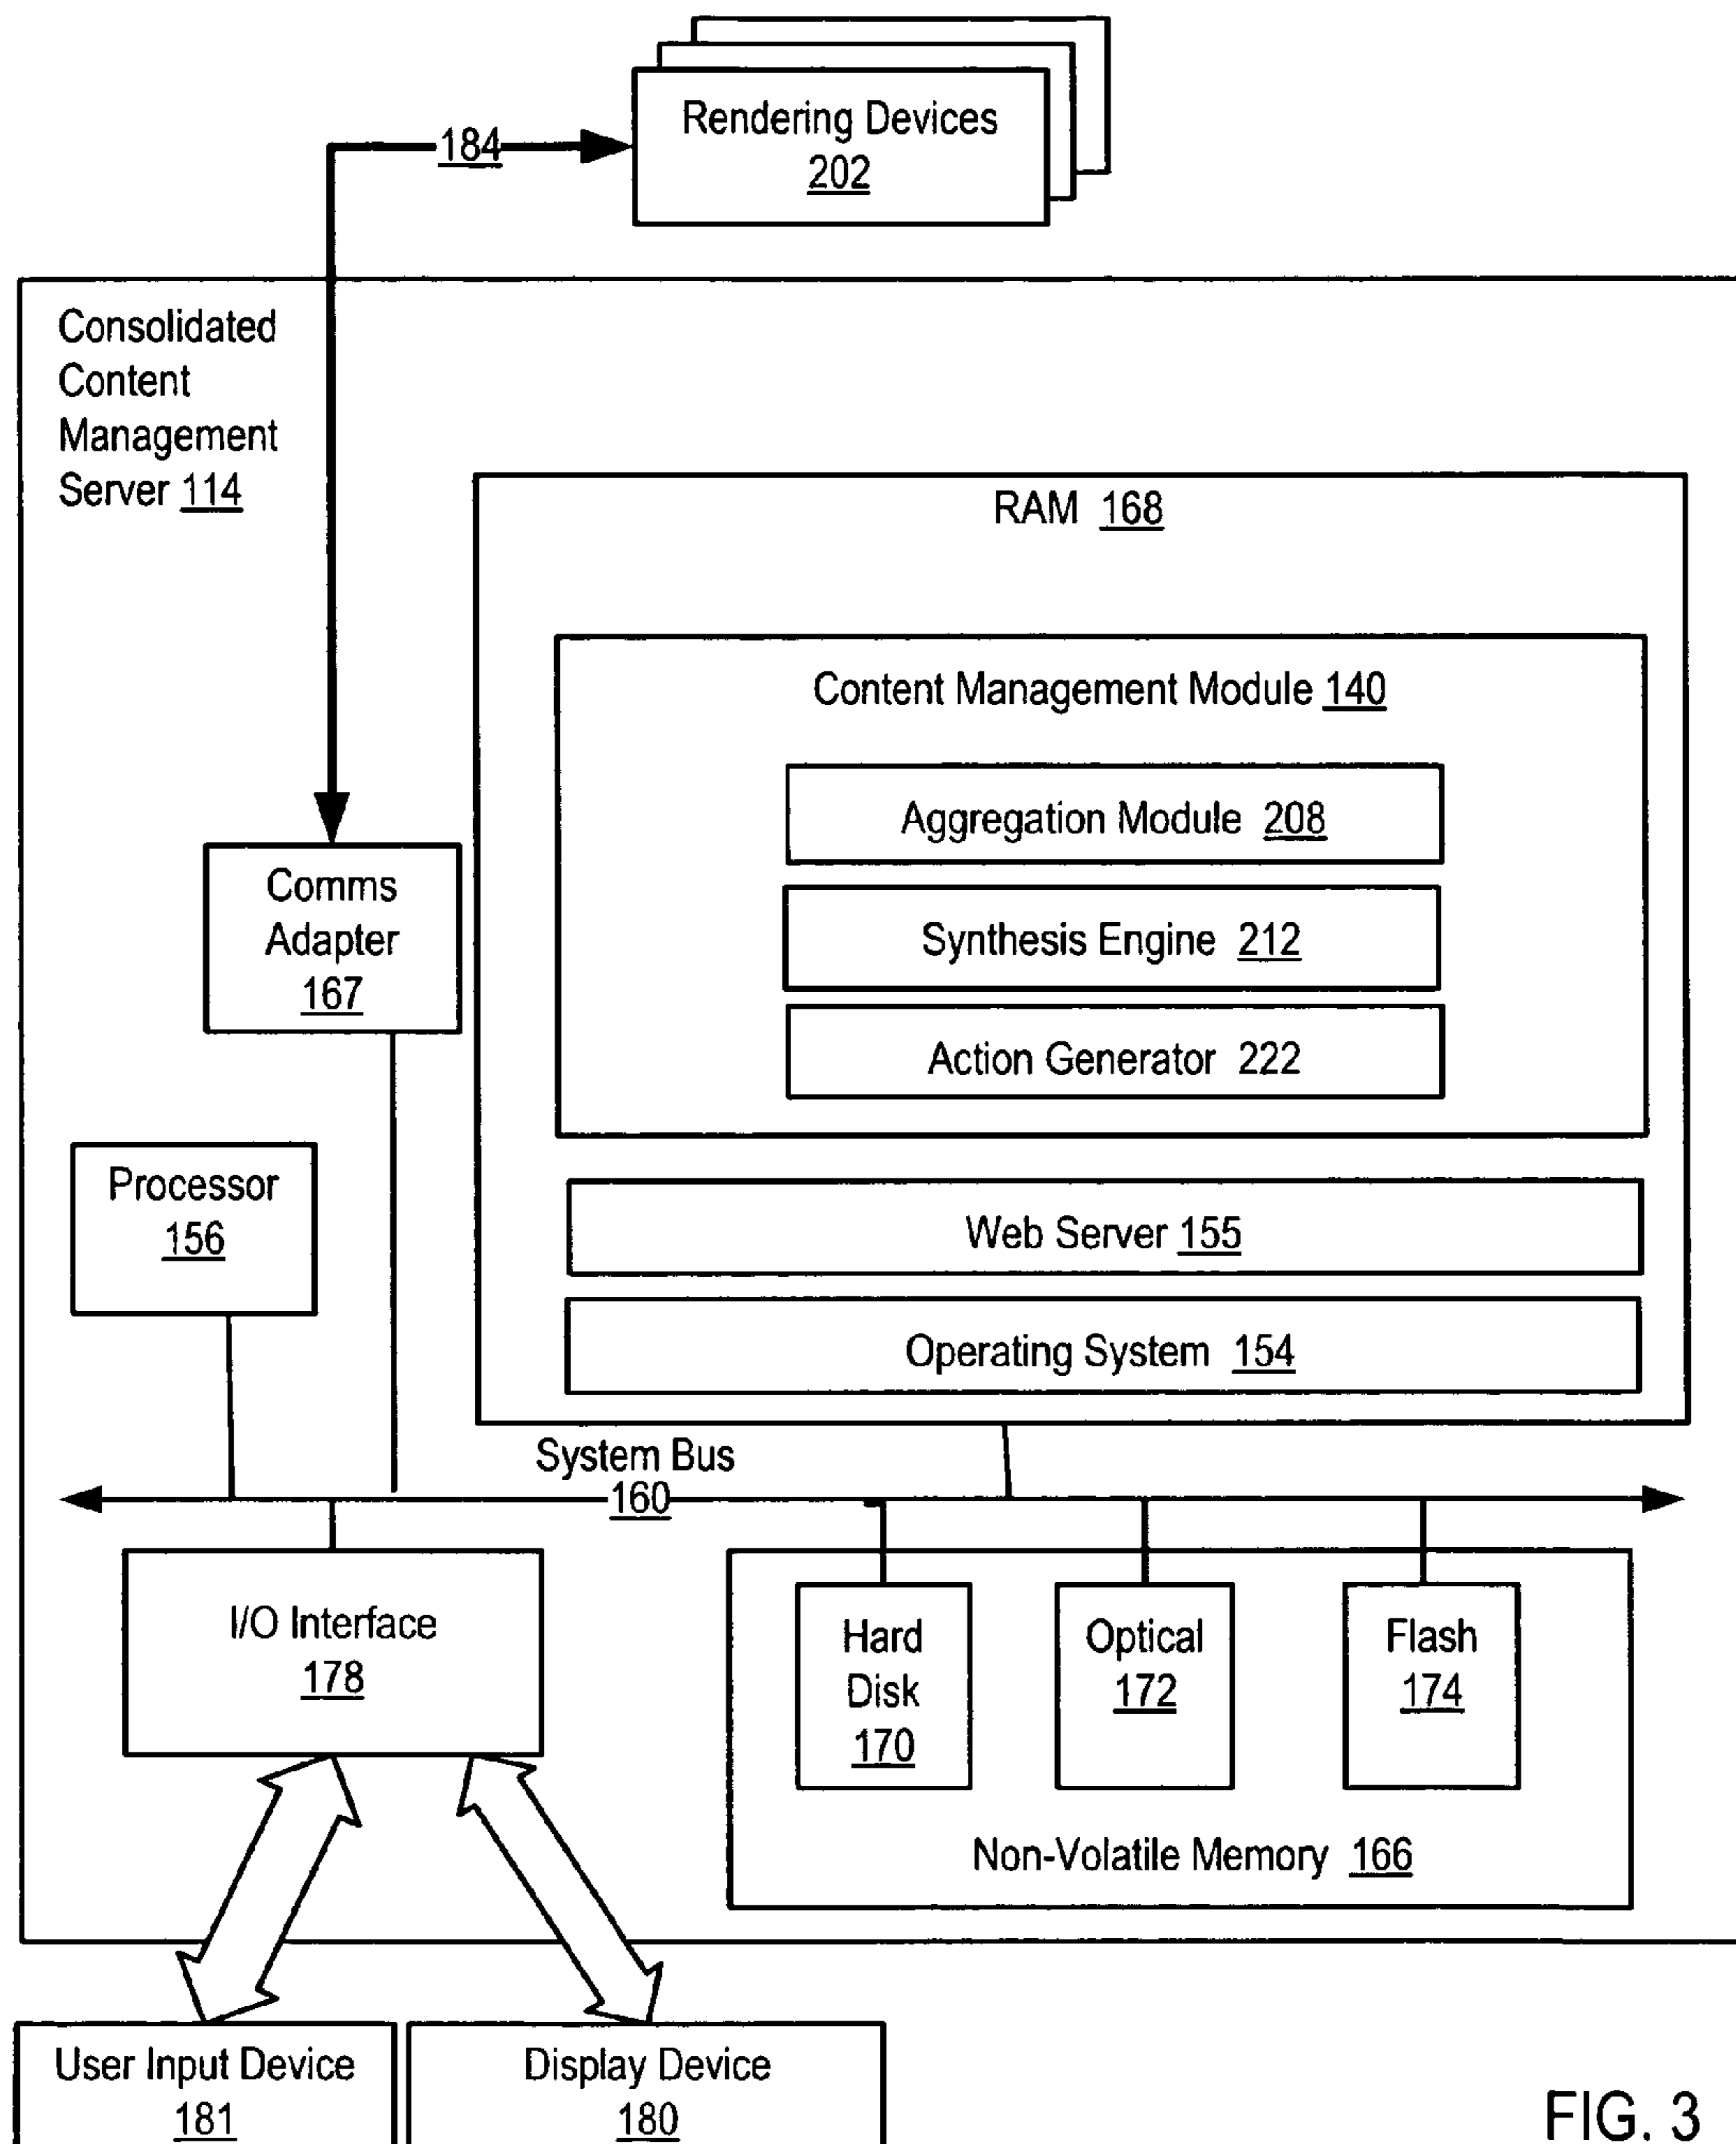 Rendering Devices
202
184
Consolidated
Content
Management
Server 114
RAM 168
Content Management Module 140
Aggregation Module 208
Synthesis Engine 212
Action Generator 222
Comms
Adapter
167
Processor
156
Web Server 155
Operating System 154
System Bus
160
I/O Interface
178
Hard
Disk
170
Optical
172
Flash
174
Non-Volatile Memory 166
User Input Device
181
Display Device
180
FIG. 3